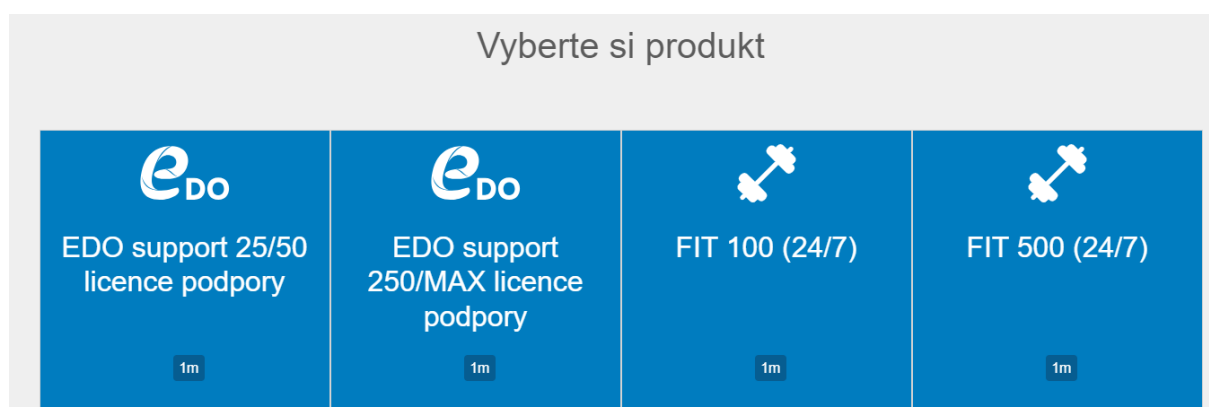 Vyberte si produkt
eDO
eDO
EDO support 25/50
licence podpory
EDO support
250/MAX licence
podpory
FIT 100 (24/7)
FIT 500 (24/7)
1m
1m
1m
1m